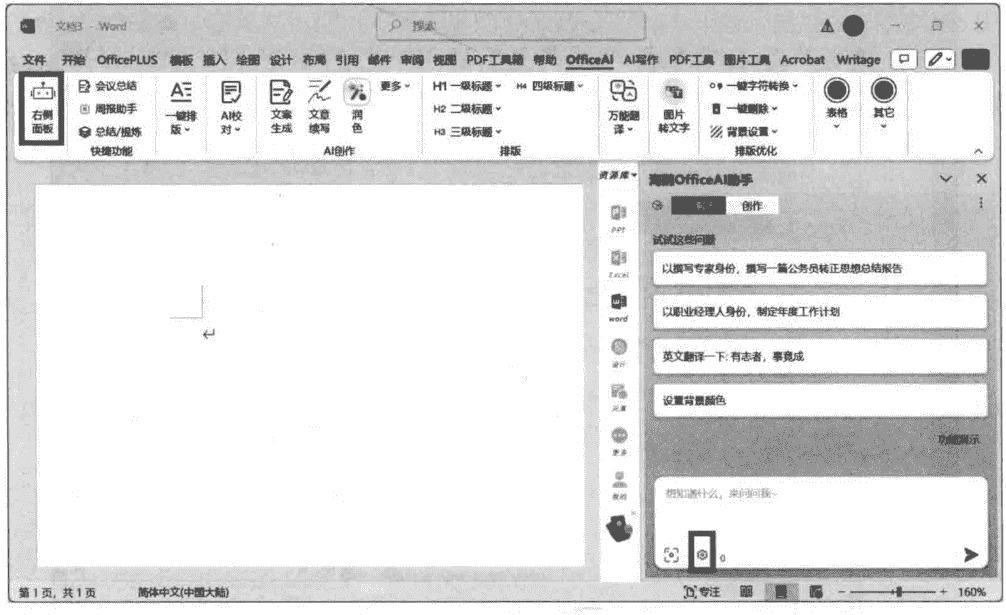 文档3 - Word
搜索
文件 开始 OfficePLUS 模板 插入 绘图 设计 布局 引用 邮件 审阅 视图 PDF工具箱 帮助 OfficeAI AI写作 PDF工具 图片工具 Acrobat Writage
右侧面板
会议总结
周报助手
总结/提炼
快捷功能
一键排版
AI校对
文案生成
文章续写
润色
更多
AI创作
H1 一级标题
H2 二级标题
H3 三级标题
H4 四级标题
排版
万能翻译
图片转文字
一键字符转换
一键删除
背景设置
排版优化
表格
其它
资源库
PPT
Excel
word
设计
更多
我的
海鹦OfficeAI助手
创作
试试这些问题
以撰写专家身份，撰写一篇公务员转正思想总结报告
以职业经理人身份，制定年度工作计划
英文翻译一下: 有志者，事竟成
设置背景颜色
功能展示
想知道什么，来问问我~
第1页，共1页 简体中文(中国大陆)
专注
160%